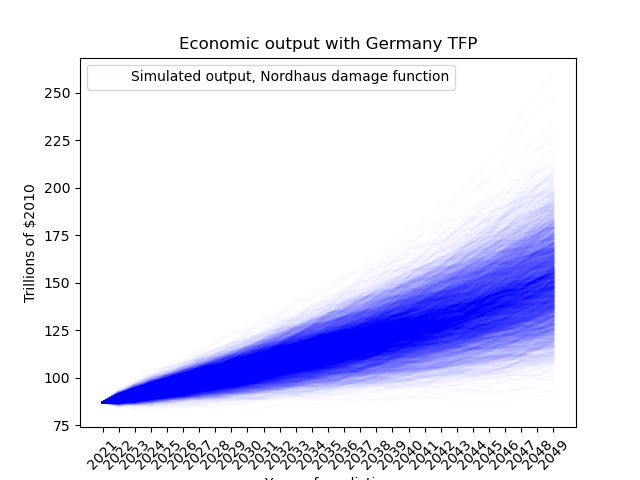 Economic output with Germany TFP
Simulated output, Nordhaus damage function
Trillions of $2010
250
225
200
175
150
125
100
75
2021 2022 2023 2024 2025 2026 2027 2028 2029 2030 2031 2032 2033 2034 2035 2036 2037 2038 2039 2040 2041 2042 2043 2044 2045 2046 2047 2048 2049